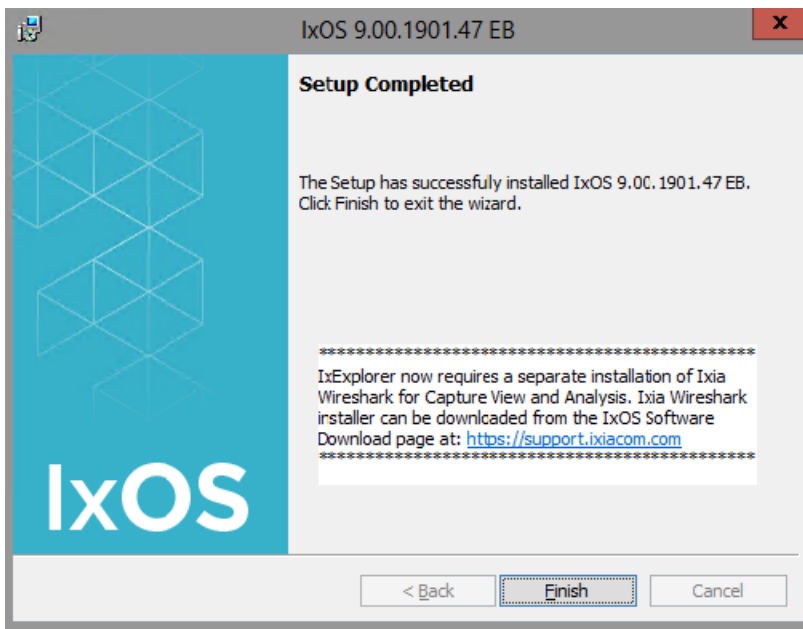 IxOS 9.00.1901.47 EB
x
Setup Completed
The Setup has successfuly installed IxOS 9.00.1901.47 EB.
Click Finish to exit the wizard.
***********************************************
IxExplorer now requires a separate installation of Ixia
Wireshark for Capture View and Analysis. Ixia Wireshark
installer can be downloaded from the IxOS Software
Download page at: https://support.ixiacom.com
***********************************************
IxOS
< Back Finish Cancel